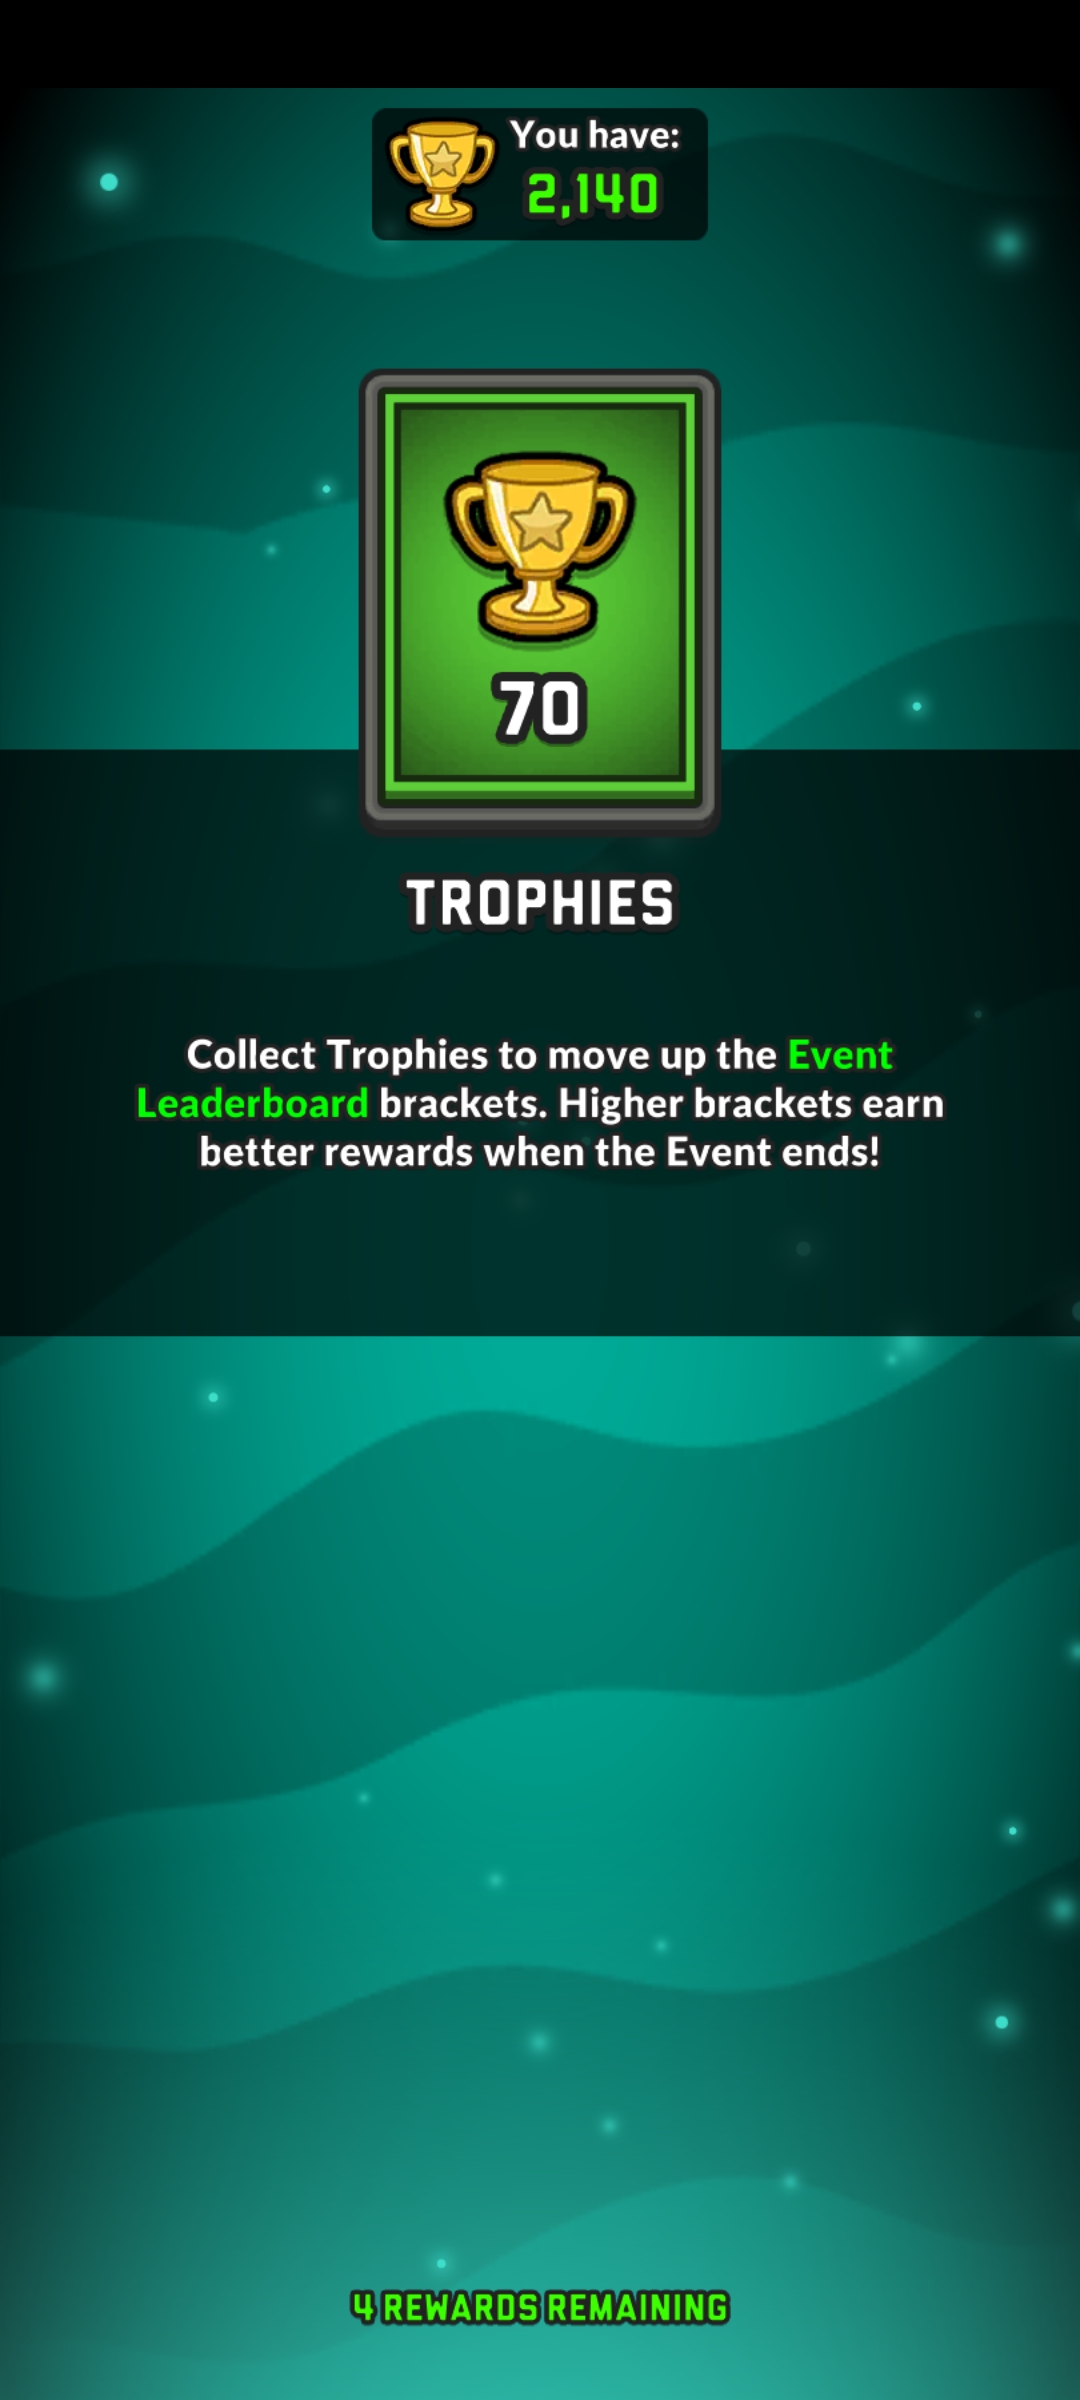 You have:
2,140
70
TROPHIES
Collect Trophies to move up the Event
Leaderboard brackets. Higher brackets earn
better rewards when the Event ends!
4 REWARDS REMAINING